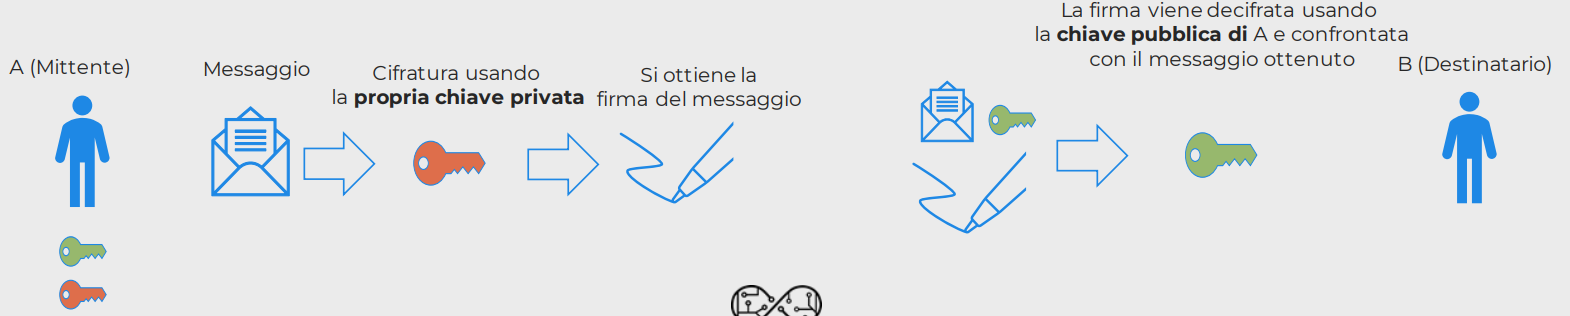 A (Mittente)
Messaggio
Cifratura usando
la propria chiave privata
Si ottiene la
firma del messaggio
La firma viene decifrata usando
la chiave pubblica di A e confrontata
con il messaggio ottenuto
B (Destinatario)